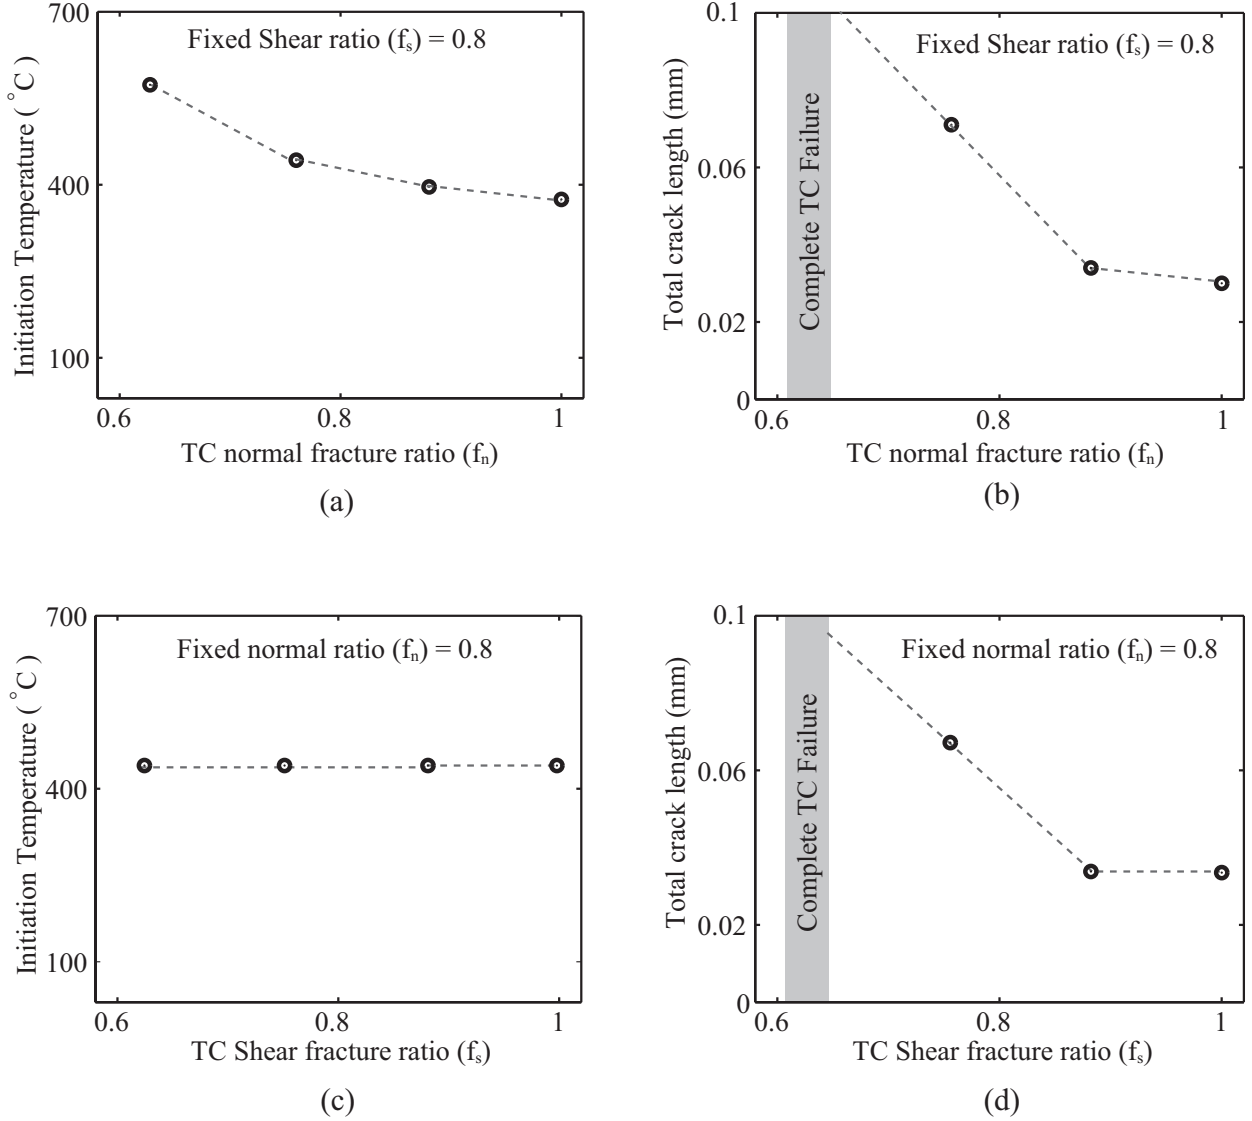 700
400
100
0.6
0.8
1
Initiation Temperature ( °C )
Fixed Shear ratio (fs) = 0.8
TC normal fracture ratio (fn)
(a)
0.1
0.06
0.02
0
0.6
0.8
1
Total crack length (mm)
Complete TC Failure
Fixed Shear ratio (fs) = 0.8
TC normal fracture ratio (fn)
(b)
700
400
100
0.6
0.8
1
Initiation Temperature ( °C )
Fixed normal ratio (fn) = 0.8
TC Shear fracture ratio (fs)
(c)
0.1
0.06
0.02
0
0.6
0.8
1
Total crack length (mm)
Complete TC Failure
Fixed normal ratio (fn) = 0.8
TC Shear fracture ratio (fs)
(d)